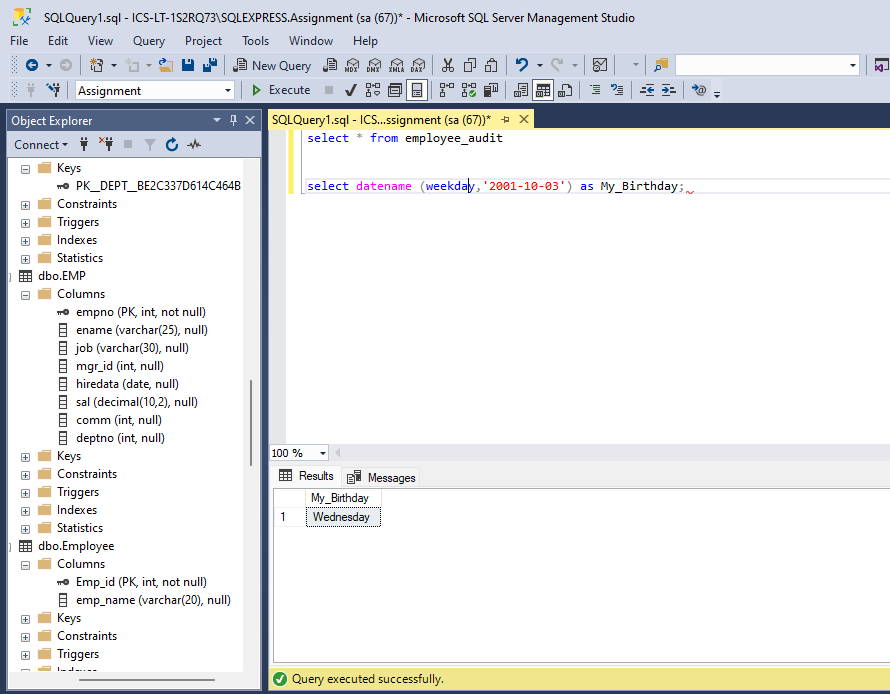 SQLQuery1.sql - ICS-LT-1S2RQ73\SQLEXPRESS.Assignment (sa (67))* - Microsoft SQL Server Management Studio
File Edit View Query Project Tools Window Help
New Query MDX DMX XMLA DAX
Assignment Execute
Object Explorer
Connect
Keys
PK__DEPT__BE2C337D614C464B
Constraints
Triggers
Indexes
Statistics
dbo.EMP
Columns
empno (PK, int, not null)
ename (varchar(25), null)
job (varchar(30), null)
mgr_id (int, null)
hiredata (date, null)
sal (decimal(10,2), null)
comm (int, null)
deptno (int, null)
Keys
Constraints
Triggers
Indexes
Statistics
dbo.Employee
Columns
Emp_id (PK, int, not null)
emp_name (varchar(20), null)
Keys
Constraints
Triggers
Indexes
SQLQuery1.sql - ICS...ssignment (sa (67))*
select * from employee_audit
select datename (weekday,'2001-10-03') as My_Birthday;
100 %
Results Messages
My_Birthday
1 Wednesday
Query executed successfully.